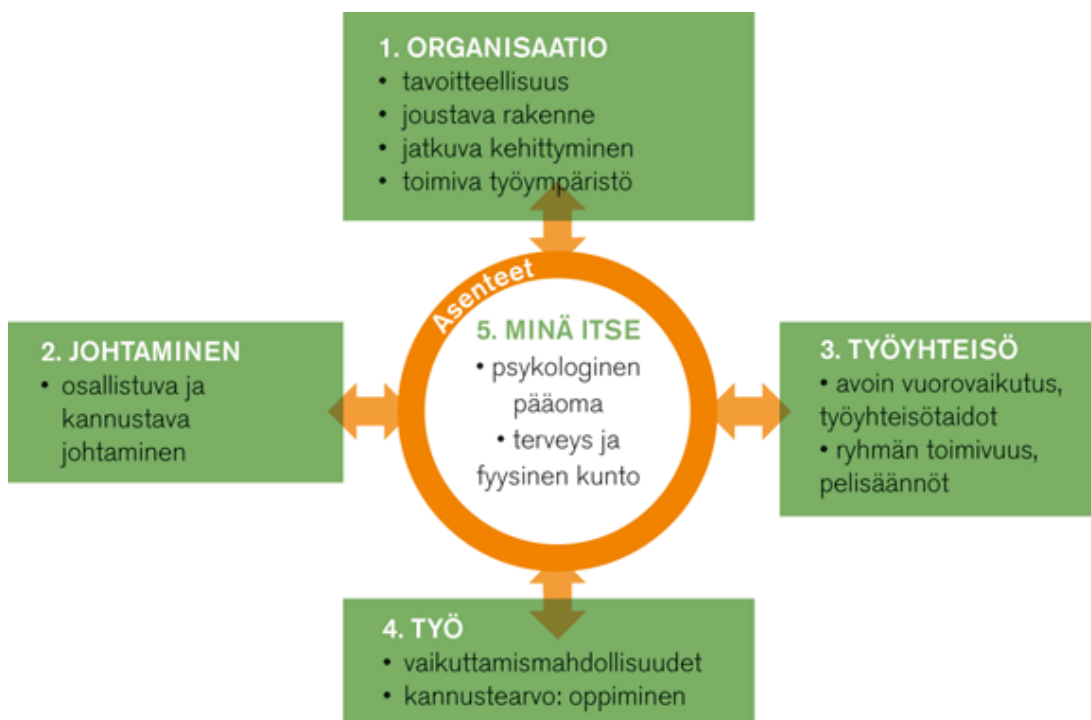 1. ORGANISAATIO
• tavoitteellisuus
• joustava rakenne
• jatkuva kehittyminen
• toimiva työympäristö
Asenteet
2. JOHTAMINEN
• osallistuva ja
kannustava
johtaminen
5. MINÄ ITSE
• psykologinen
pääoma
• terveys ja
fyysinen kunto
3. TYÖYHTEISÖ
• avoin vuorovaikutus,
työyhteisötaidot
• ryhmän toimivuus,
pelisäännöt
4. TYÖ
• vaikuttamismahdollisuudet
• kannustearvo: oppiminen